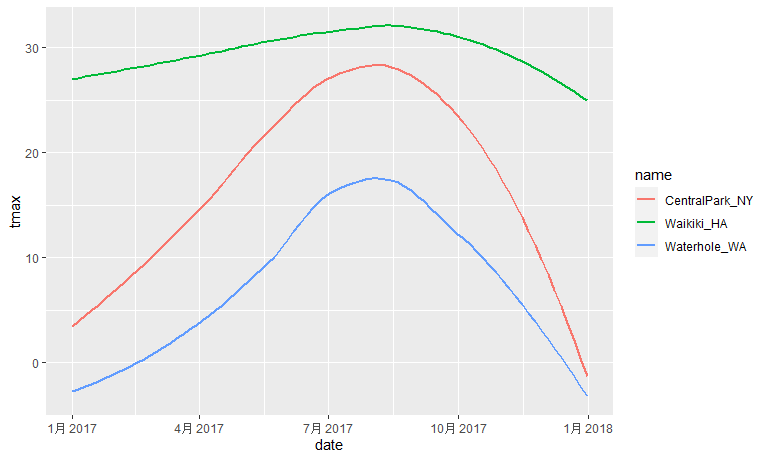 30
20
10
0
tmax
1月 2017
4月 2017
7月 2017
10月 2017
1月 2018
date
name
CentralPark_NY
Waikiki_HA
Waterhole_WA